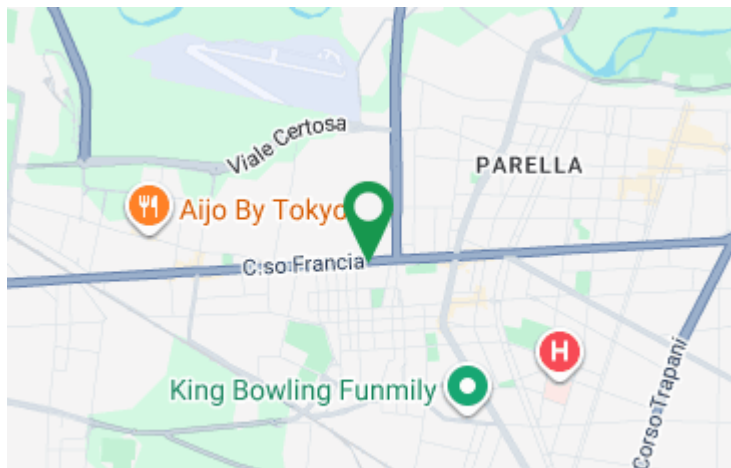 Viale Certosa
PARELLA
Aijo By Tokyo
C.so Francia
H
King Bowling Funmily
Corso Trapani